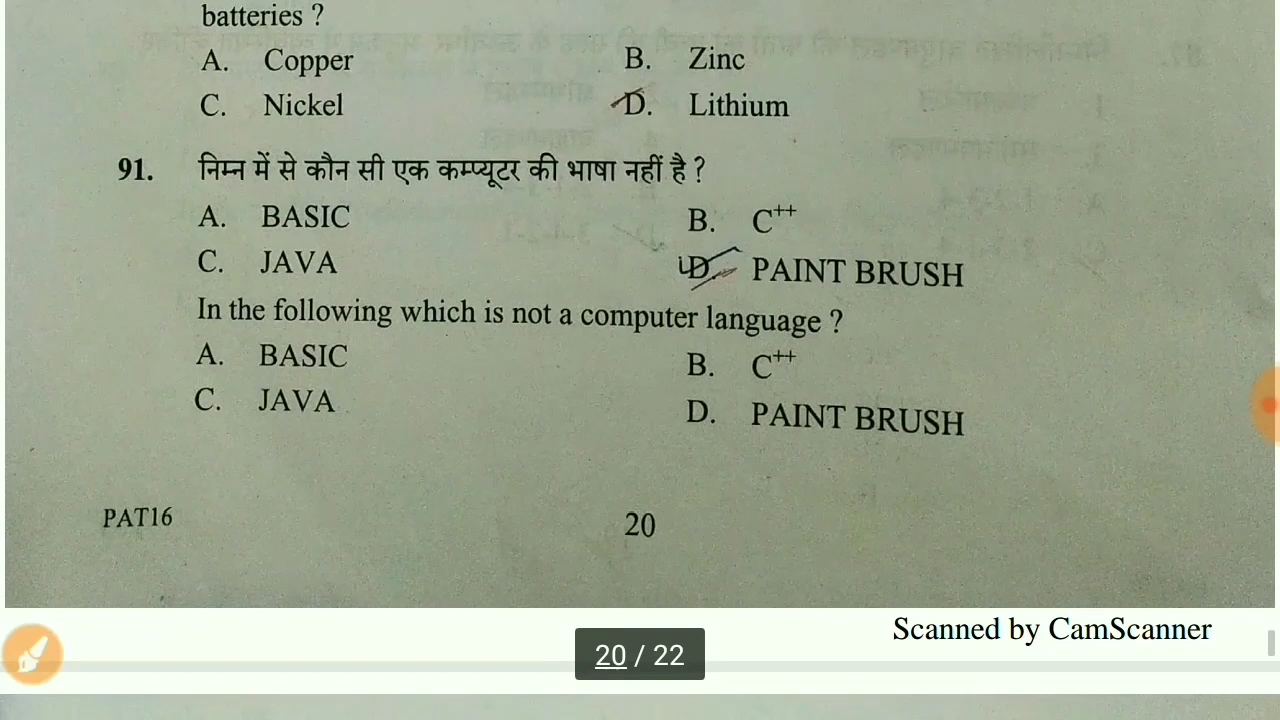 batteries ?
A. Copper B. Zinc
C. Nickel D. Lithium
91. निम्न में से कौन सी एक कम्प्यूटर की भाषा नहीं है ?
A. BASIC B. C++
C. JAVA D. PAINT BRUSH
In the following which is not a computer language ?
A. BASIC B. C++
C. JAVA D. PAINT BRUSH
PAT16 20
Scanned by CamScanner
20 / 22